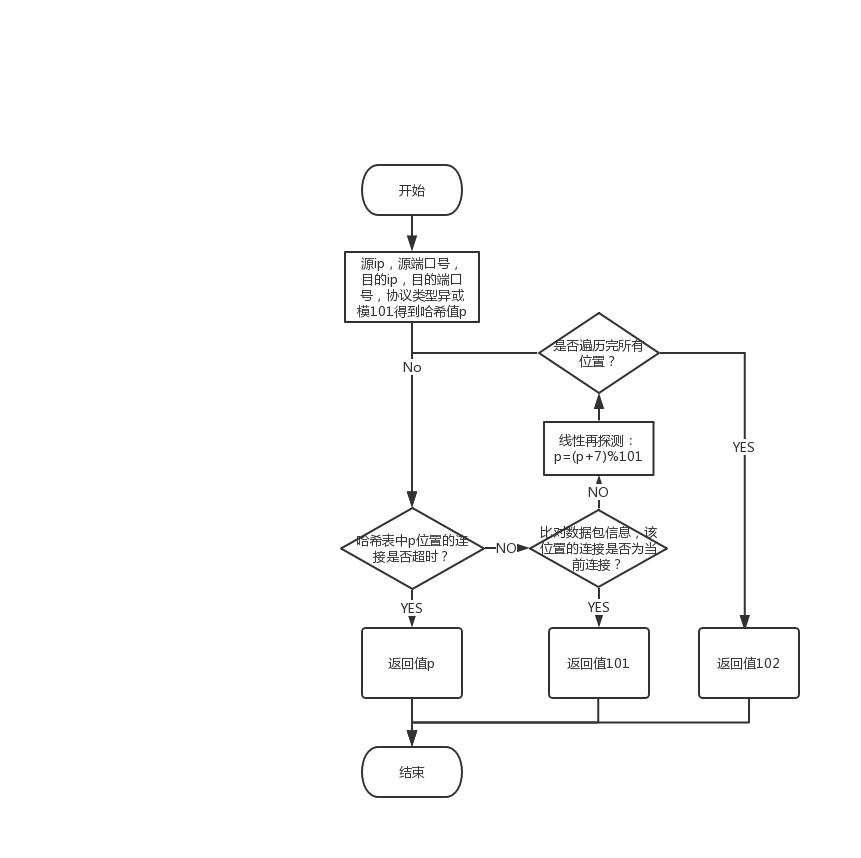 开始
源ip，源端口号，
目的ip，目的端口
号，协议类型异或
模101得到哈希值p
是否遍历完所有
位置？
No
线性再探测：
p=(p+7)%101
YES
NO
哈希表中p位置的连
接是否超时？
NO
比对数据包信息，该
位置的连接是否为当
前连接？
YES
YES
返回值p
返回值101
返回值102
结束